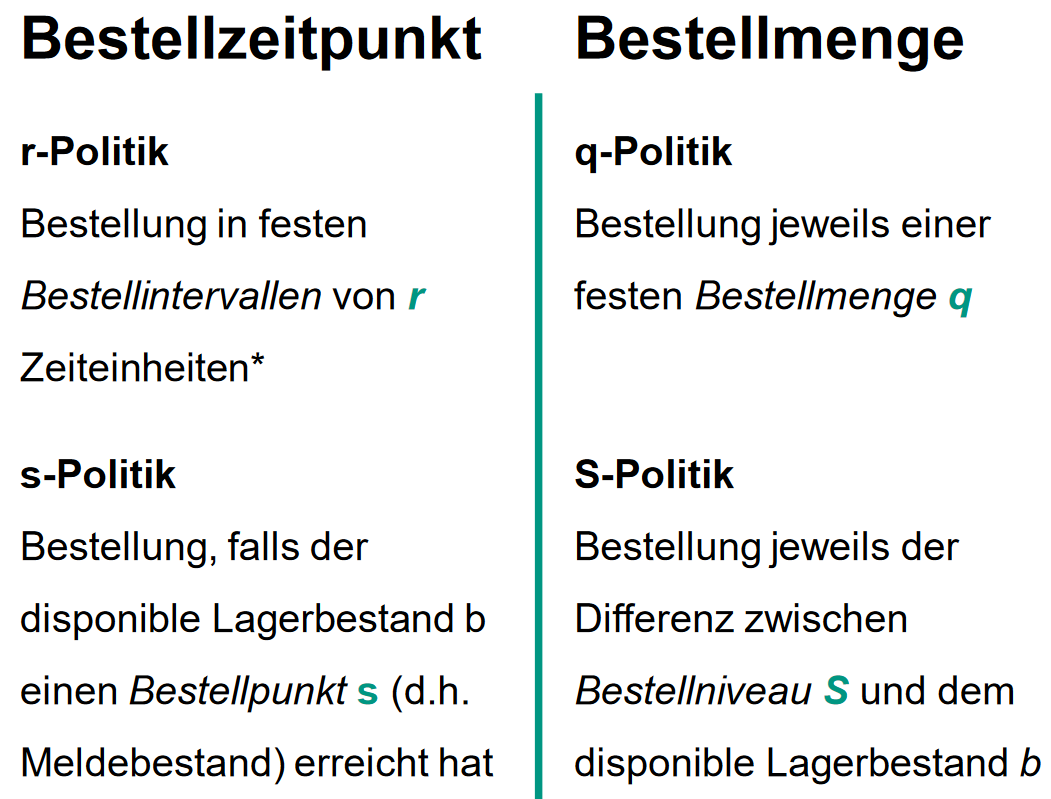 Bestellzeitpunkt
r-Politik
Bestellung in festen
Bestellintervallen von r
Zeiteinheiten*
s-Politik
Bestellung, falls der
disponible Lagerbestand b
einen Bestellpunkt s (d.h.
Meldebestand) erreicht hat
Bestellmenge
q-Politik
Bestellung jeweils einer
festen Bestellmenge q
S-Politik
Bestellung jeweils der
Differenz zwischen
Bestellniveau S und dem
disponible Lagerbestand b